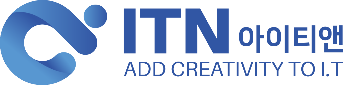 ITN 아이티앤
ADD CREATIVITY TO I.T